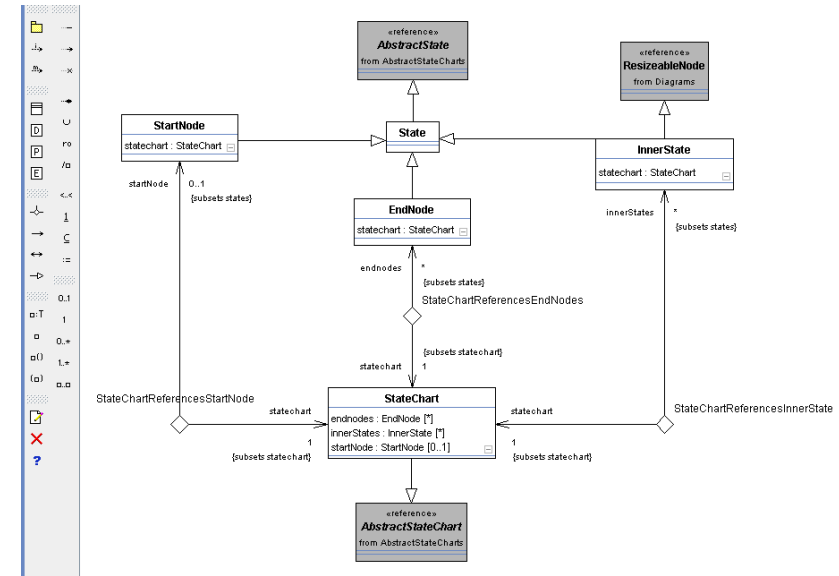 «reference»
AbstractState
from AbstractStateCharts
«reference»
ResizeableNode
from Diagrams
StartNode
statechart : StateChart
State
InnerState
statechart : StateChart
startNode
0..1
{subsets states}
EndNode
statechart : StateChart
innerStates
*
{subsets states}
endnodes
*
{subsets states}
StateChartReferencesEndNodes
{subsets statechart}
statechart
1
StateChartReferencesStartNode
statechart
1
{subsets statechart}
StateChart
endnodes : EndNode [*]
innerStates : InnerState [*]
startNode : StartNode [0..1]
statechart
1
{subsets statechart}
StateChartReferencesInnerState
«reference»
AbstractStateChart
from AbstractStateCharts
D
P
E
ro
1
:=
0..1
1
0..*
1..*
?